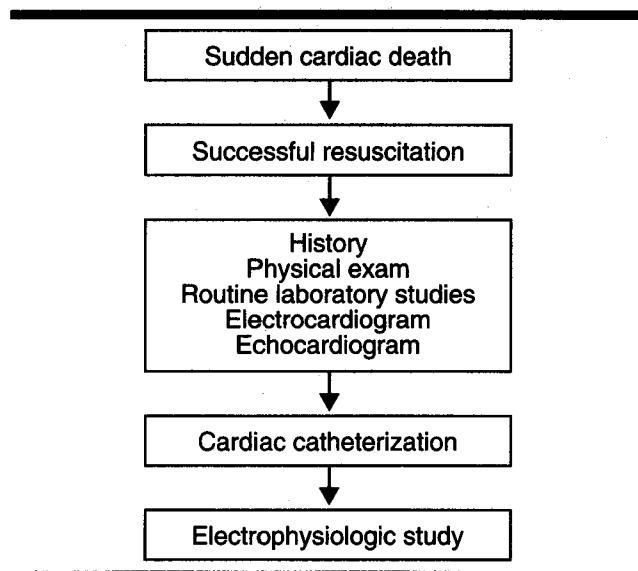 Sudden cardiac death
Successful resuscitation
History
Physical exam
Routine laboratory studies
Electrocardiogram
Echocardiogram
Cardiac catheterization
Electrophysiologic study